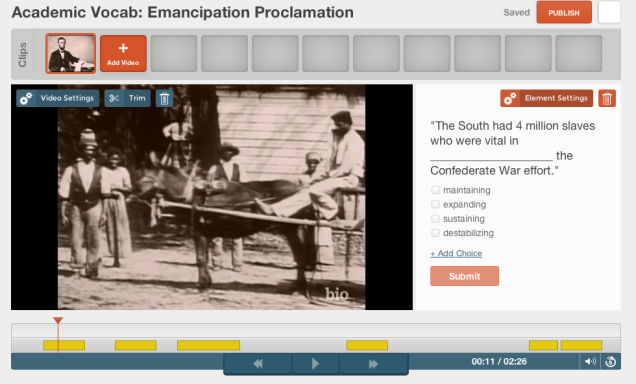 Academic Vocab: Emancipation Proclamation
Saved
PUBLISH
Clips
+
Add Video
Video Settings
Trim
Element Settings
"The South had 4 million slaves
who were vital in
____________________ the
Confederate War effort."
maintaining
expanding
sustaining
destabilizing
+ Add Choice
Submit
bio.
00:11 / 02:26